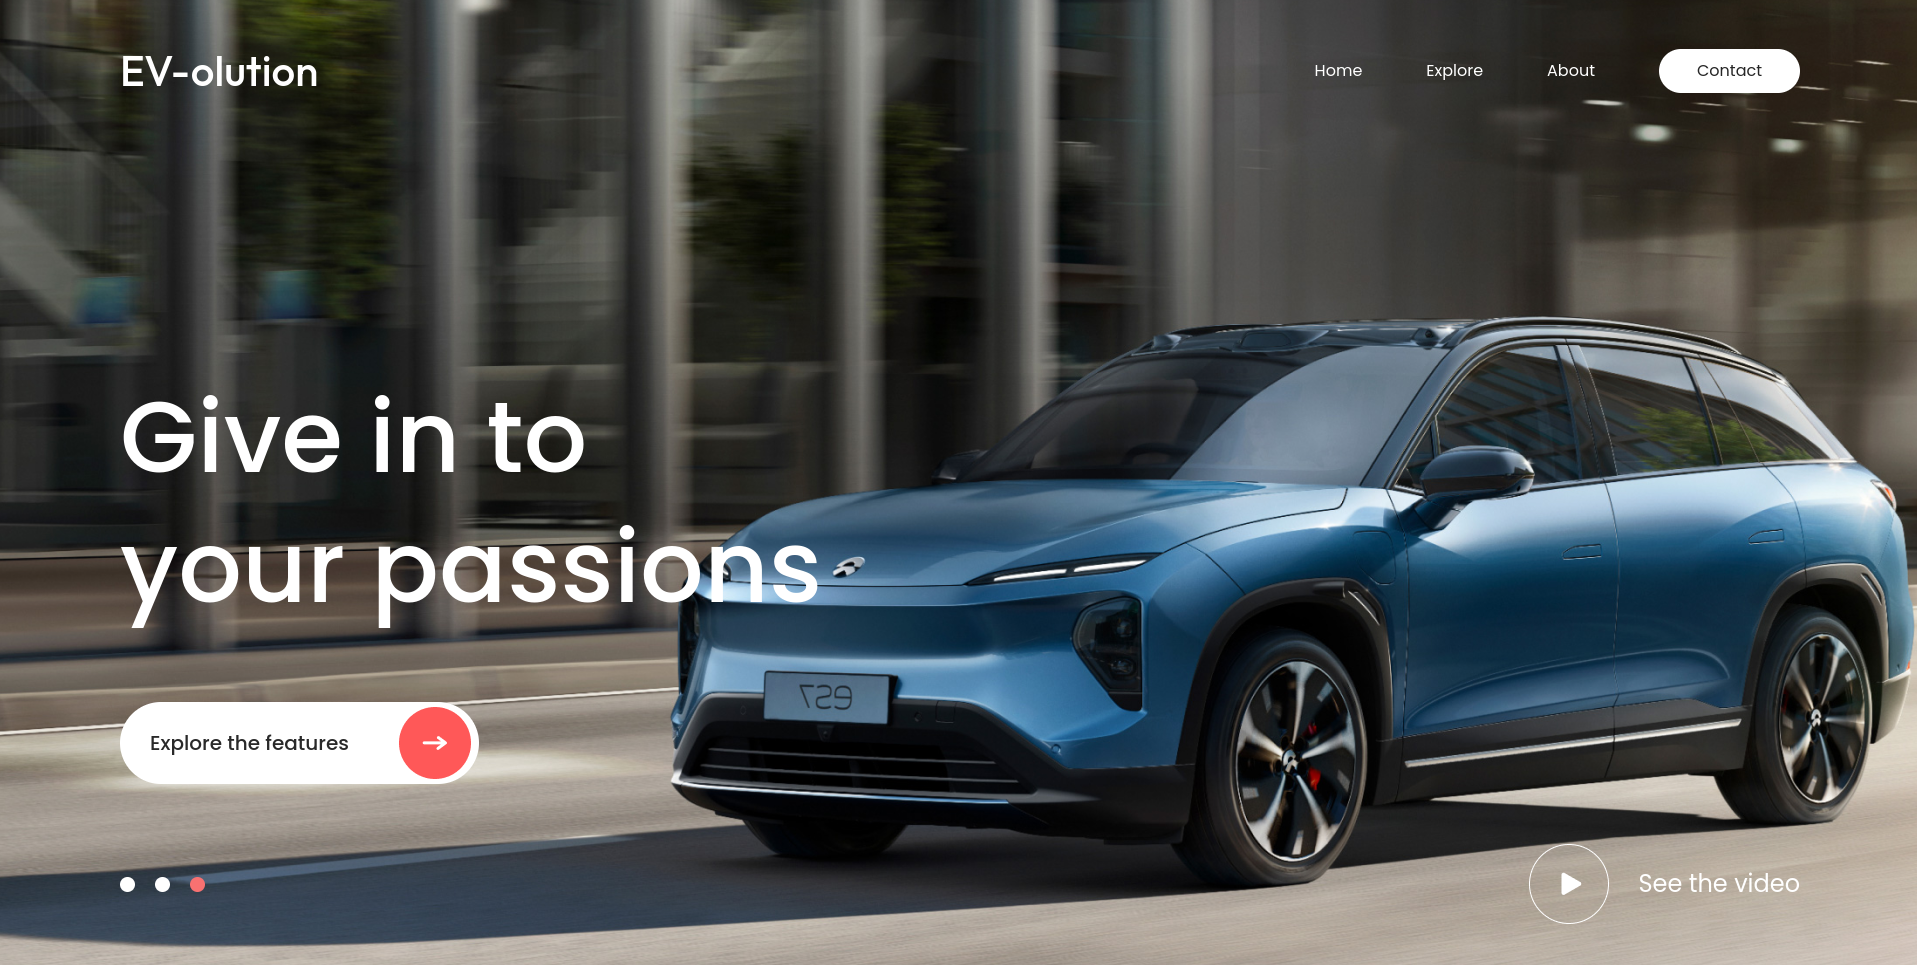 EV-olution
Home
Explore
About
Contact
Give in to
your passions
ES7
Explore the features
See the video